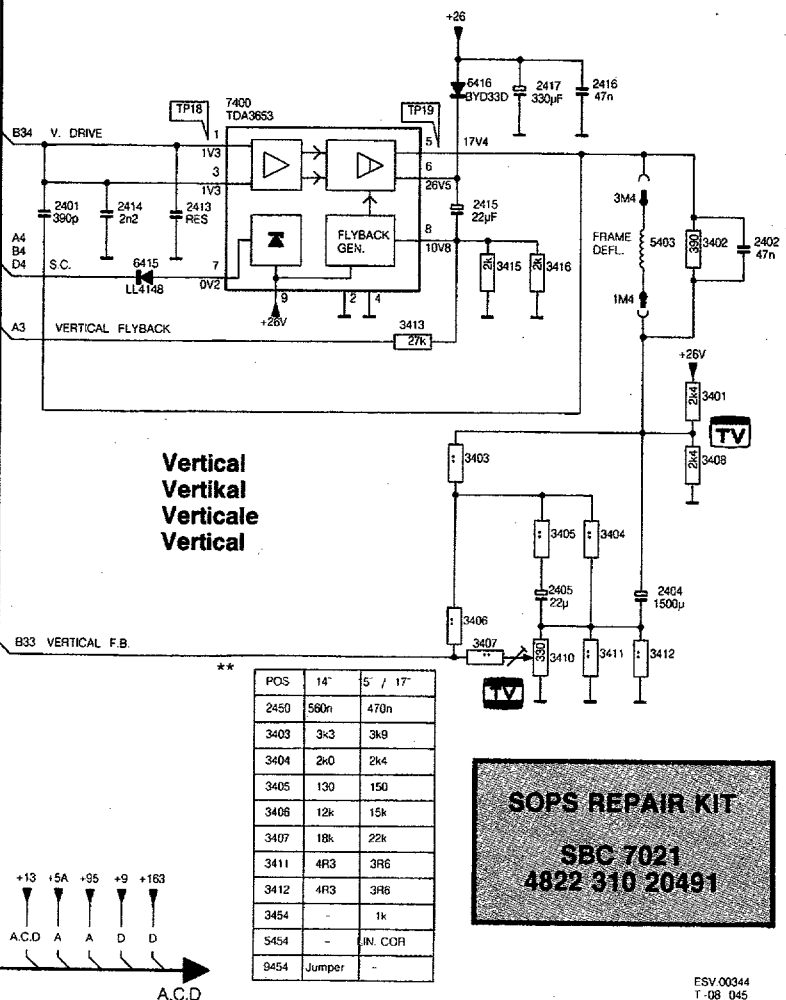 +26
TP18
7400
TDA3653
TP19
6416
BYD33D
2417
330µF
2416
47n
B34 V. DRIVE
1
1V3
3
1V3
5 17V4
6
26V5
2401
390p
2414
2n2
2413
RES
2415
22µF
3M4
FRAME
DEFL.
5403
390
3402
2402
47n
A4
B4
D4
S.C.
6415
LL4148
7
0V2
FLYBACK
GEN.
8
10V8
3415
2k
3416
9
2
4
+26V
1M4
A3 VERTICAL FLYBACK
3413
27k
+26V
2k4
3401
TV
2k4
3408
Vertical
Vertikal
Verticale
Vertical
3403
3405
3404
2405
22µ
2404
1500µ
3406
B33 VERTICAL F.B.
3407
330
3410
3411
3412
TV
**
POS 14" 5" / 17"
2450 560n 470n
3403 3k3 3k9
3404 2k0 2k4
3405 130 150
3406 12k 15k
3407 18k 22k
3411 4R3 3R6
3412 4R3 3R6
3454 - 1k
5454 - LIN. COR
9454 Jumper -
SOPS REPAIR KIT
SBC 7021
4822 310 20491
+13 +5A +95 +9 +163
A.C.D A A D D
A.C.D
ESV.00344
T-08 045